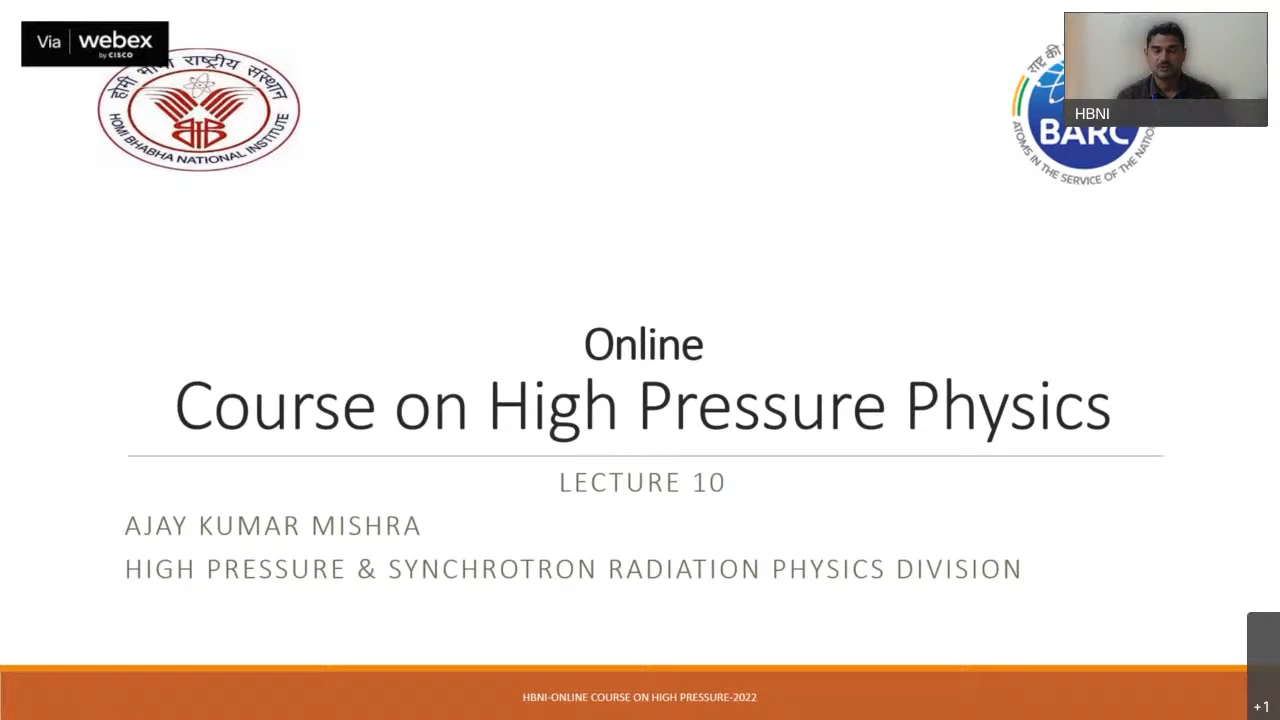 Via webex
by CISCO
होमी भाभा राष्ट्रीय संस्थान
HOMI BHABHA NATIONAL INSTITUTE
राष्ट्र की
BARC
ATOMS IN THE SERVICE OF THE NATION
HBNI
Online
Course on High Pressure Physics
LECTURE 10
AJAY KUMAR MISHRA
HIGH PRESSURE & SYNCHROTRON RADIATION PHYSICS DIVISION
HBNI-ONLINE COURSE ON HIGH PRESSURE-2022
+1